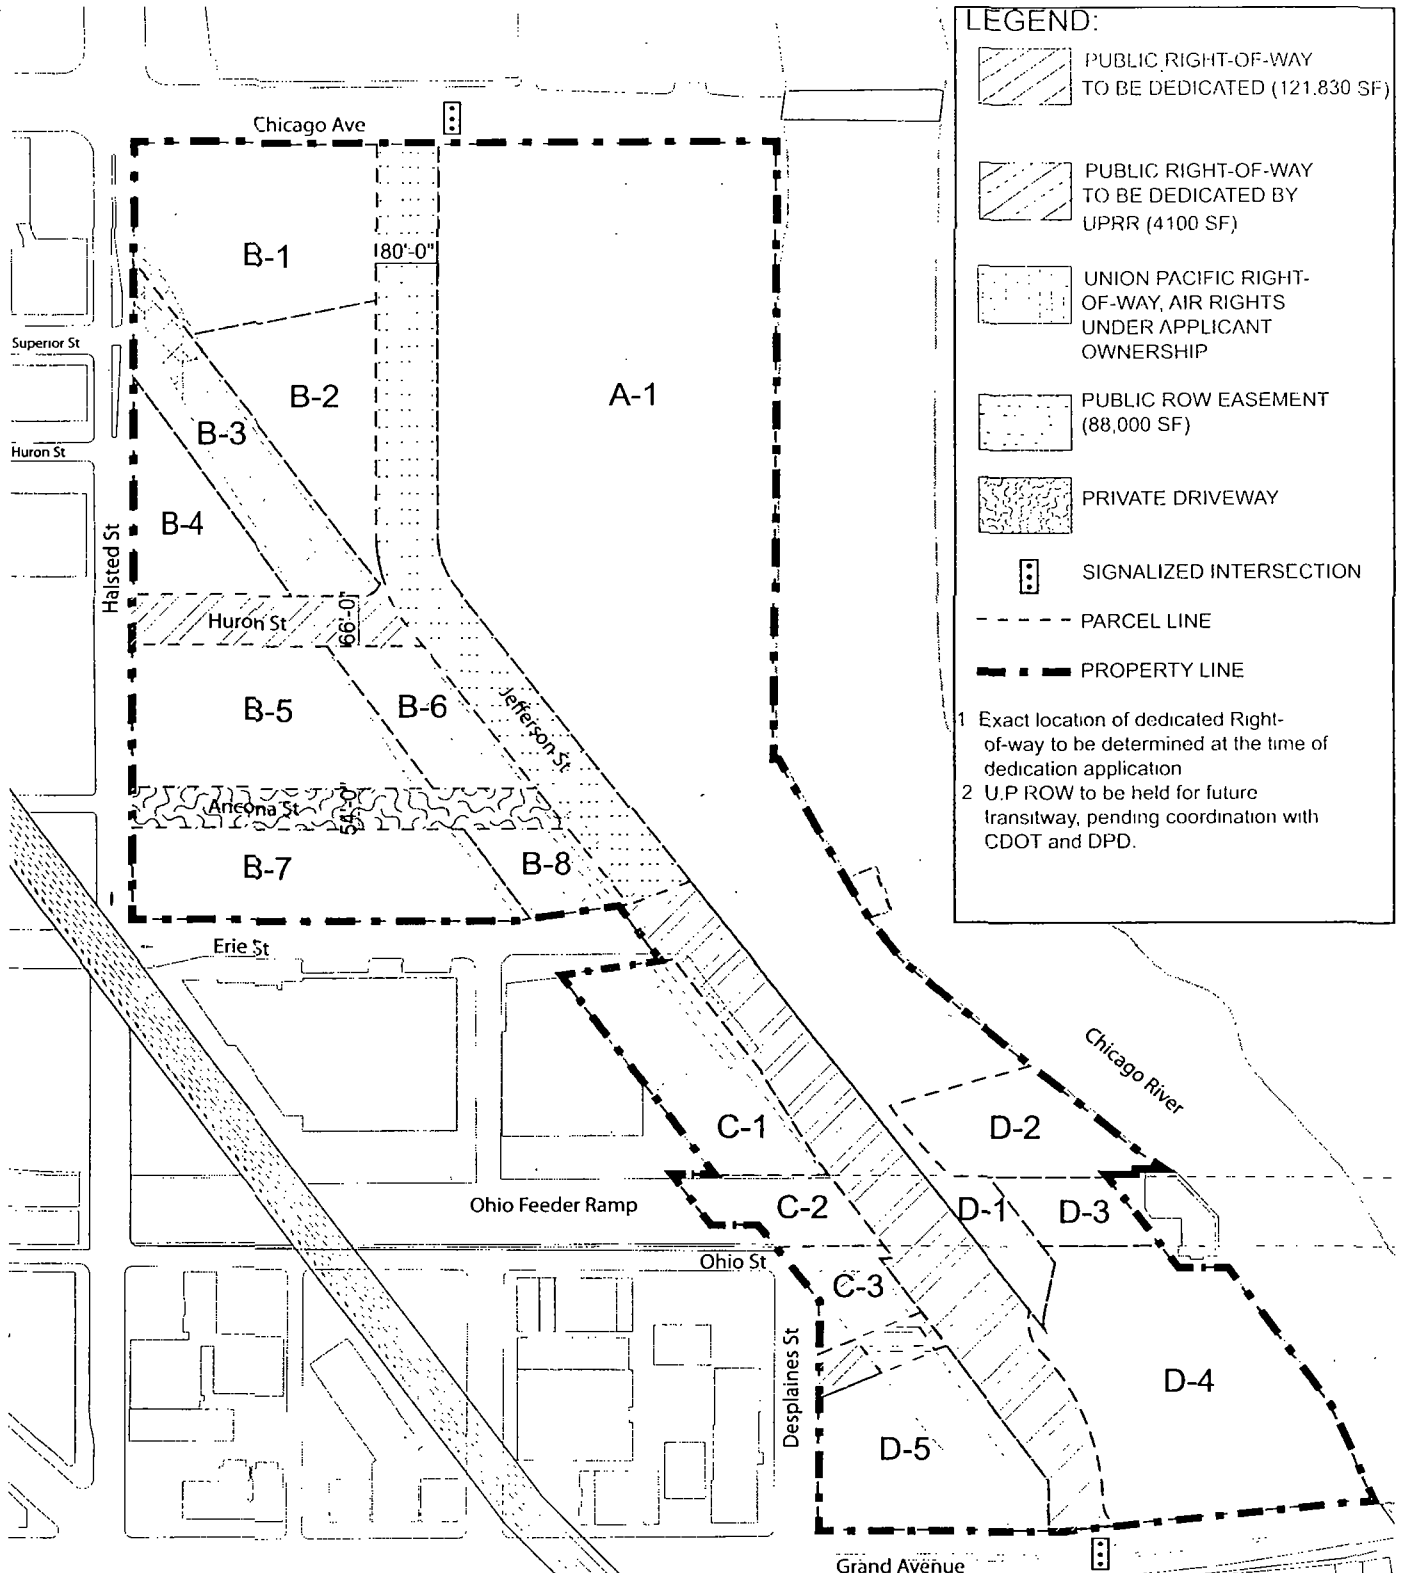 LEGEND:
PUBLIC RIGHT-OF-WAY
TO BE DEDICATED (121.830 SF)
PUBLIC RIGHT-OF-WAY
TO BE DEDICATED BY
UPRR (4100 SF)
UNION PACIFIC RIGHT-
OF-WAY, AIR RIGHTS
UNDER APPLICANT
OWNERSHIP
PUBLIC ROW EASEMENT
(88,000 SF)
PRIVATE DRIVEWAY
SIGNALIZED INTERSECTION
PARCEL LINE
PROPERTY LINE
1 Exact location of dedicated Right-
of-way to be determined at the time of
dedication application
2 U.P ROW to be held for future
transitway, pending coordination with
CDOT and DPD.
Chicago Ave
B-1
80'-0"
Superior St
B-2
A-1
B-3
Huron St
B-4
Halsted St
Huron St
66'-0"
B-5
B-6
Jefferson St
Ancona St
54'-0"
B-7
B-8
Erie St
Chicago River
C-1
D-2
Ohio Feeder Ramp
C-2
D-1
D-3
Ohio St
C-3
Desplaines St
D-4
D-5
Grand Avenue